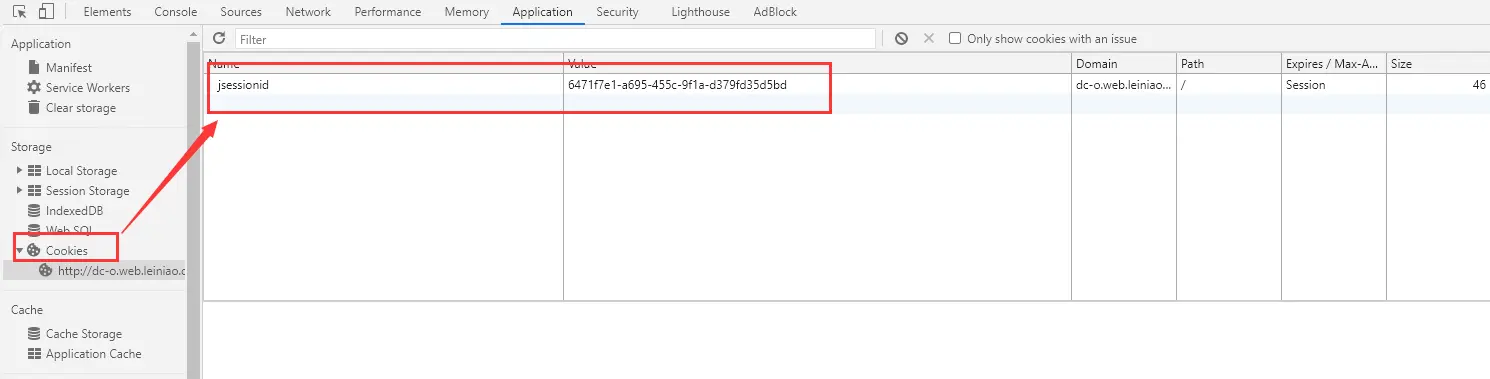 Elements Console Sources Network Performance Memory Application Security Lighthouse AdBlock
Application
Manifest
Service Workers
Clear storage
Storage
Local Storage
Session Storage
IndexedDB
Web SQL
Cookies
http://dc-o.web.leiniao.c
Cache
Cache Storage
Application Cache
Filter
Only show cookies with an issue
Name Value Domain Path Expires / Max-A... Size
jsessionid 6471f7e1-a695-455c-9f1a-d379fd35d5bd dc-o.web.leiniao... / Session 46